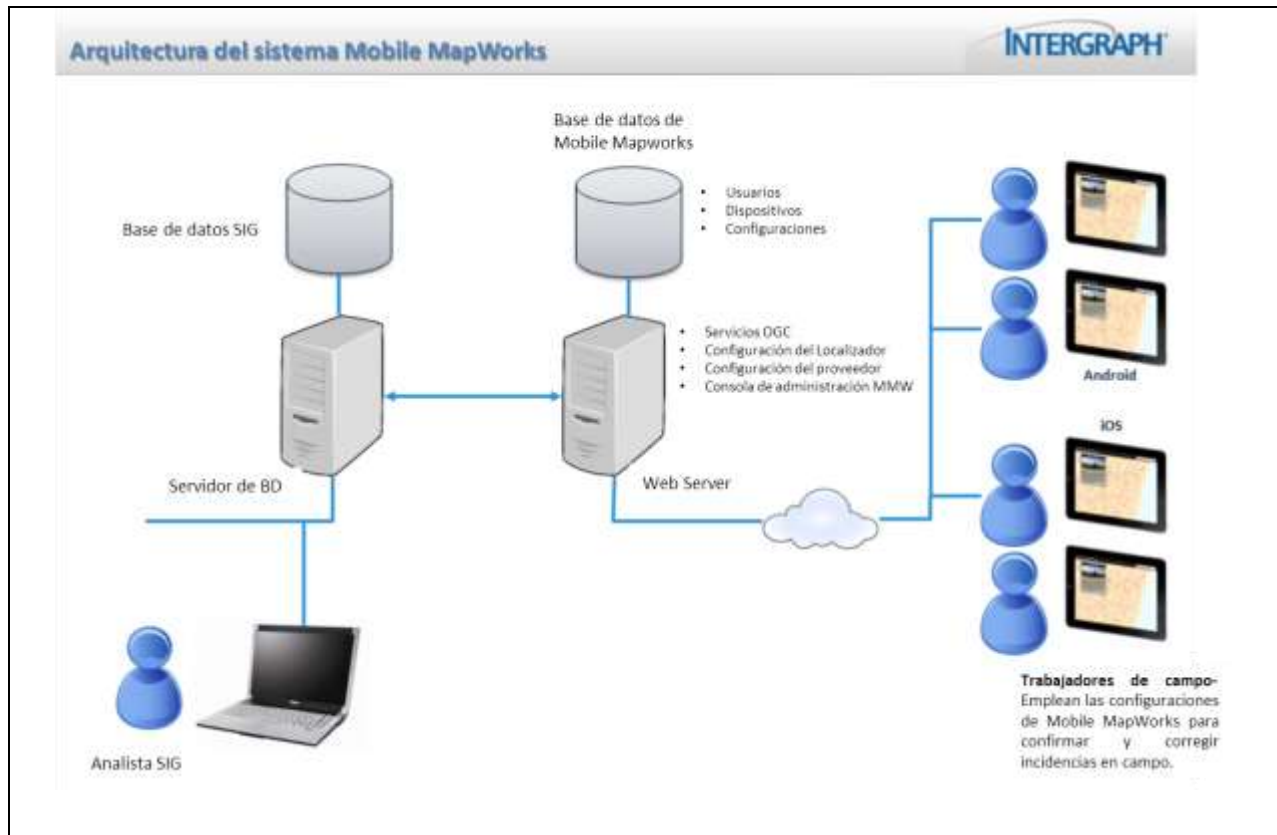 Arquitectura del sistema Mobile MapWorks
INTERGRAPH
Base de datos de
Mobile Mapworks
• Usuarios
• Dispositivos
• Configuraciones
Base de datos SIG
• Servicios OGC
• Configuración del Localizador
• Configuración del proveedor
• Consola de administración MMW
Android
iOS
Servidor de BD
Web Server
Trabajadores de campo-
Emplean las configuraciones
de Mobile MapWorks para
confirmar y corregir
incidencias en campo.
Analista SIG